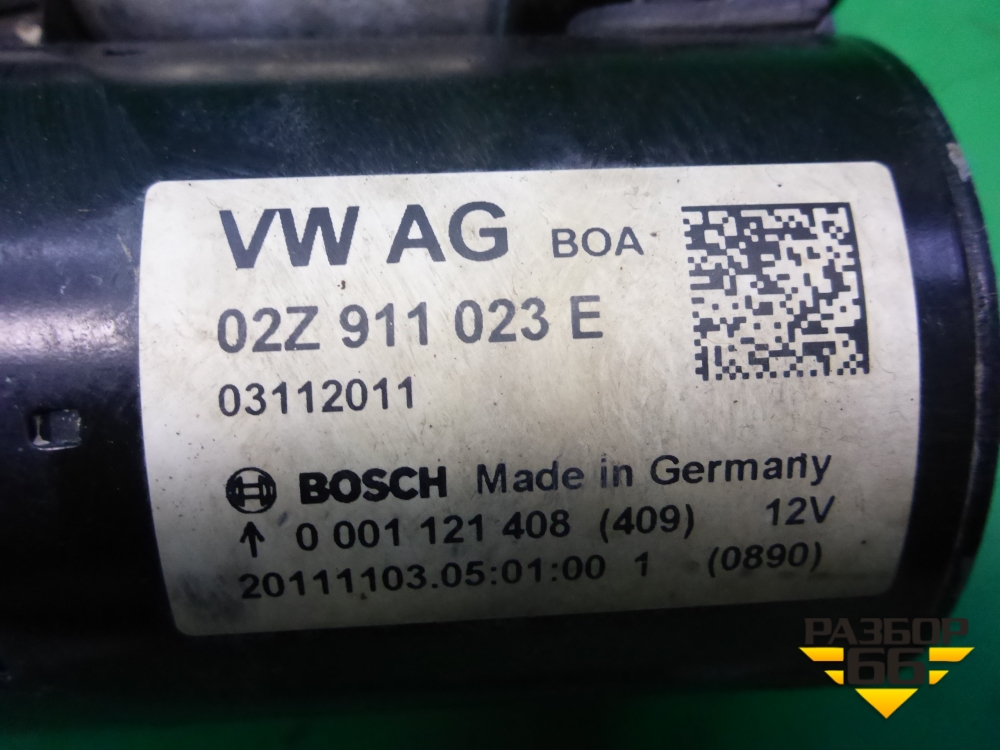 VW AG BOA
02Z 911 023 E
03112011
BOSCH Made in Germany
↑ 0 001 121 408 (409) 12V
20111103.05:01:00 1 (0890)
РАЗБОР
66